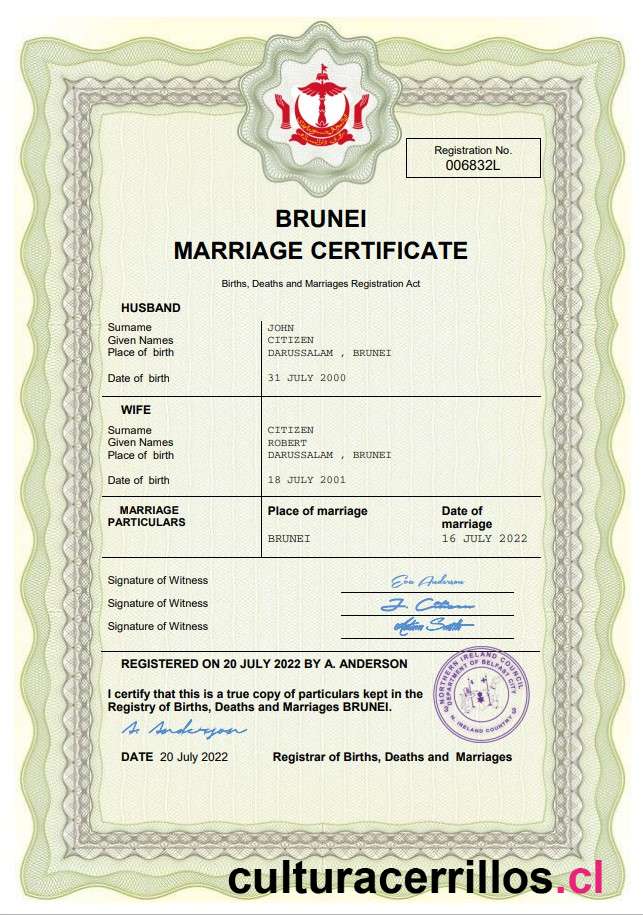 Registration No.
006832L
BRUNEI
MARRIAGE CERTIFICATE
Births, Deaths and Marriages Registration Act
HUSBAND
Surname JOHN
Given Names CITIZEN
Place of birth DARUSSALAM , BRUNEI
Date of birth 31 JULY 2000
WIFE
Surname CITIZEN
Given Names ROBERT
Place of birth DARUSSALAM , BRUNEI
Date of birth 18 JULY 2001
MARRIAGE PARTICULARS
Place of marriage
BRUNEI
Date of marriage
16 JULY 2022
Signature of Witness
Signature of Witness
Signature of Witness
REGISTERED ON 20 JULY 2022 BY A. ANDERSON
I certify that this is a true copy of particulars kept in the
Registry of Births, Deaths and Marriages BRUNEI.
A. Anderson
NORTHERN IRELAND COUNCIL
DEPARTMENT OF BELFAST CITY
N. IRELAND COUNTRY
DATE 20 July 2022 Registrar of Births, Deaths and Marriages
culturacerrillos.cl